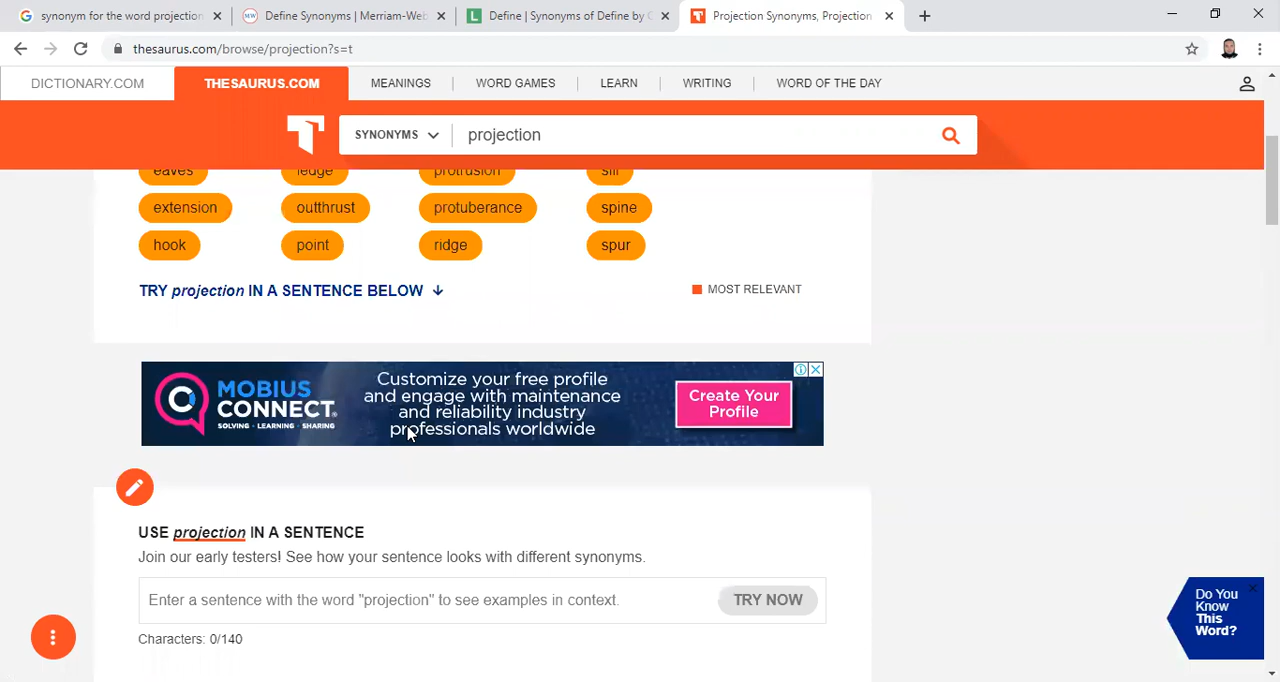 synonym for the word projection
Define Synonyms | Merriam-Web
Define | Synonyms of Define by
Projection Synonyms, Projection
thesaurus.com/browse/projection?s=t
DICTIONARY.COM THESAURUS.COM MEANINGS WORD GAMES LEARN WRITING WORD OF THE DAY
SYNONYMS projection
eaves ledge protrusion sill
extension outthrust protuberance spine
hook point ridge spur
TRY projection IN A SENTENCE BELOW
MOST RELEVANT
MOBIUS
CONNECT
SOLVING · LEARNING · SHARING
Customize your free profile
and engage with maintenance
and reliability industry
professionals worldwide
Create Your
Profile
USE projection IN A SENTENCE
Join our early testers! See how your sentence looks with different synonyms.
Enter a sentence with the word "projection" to see examples in context.
TRY NOW
Characters: 0/140
Do You
Know
This
Word?